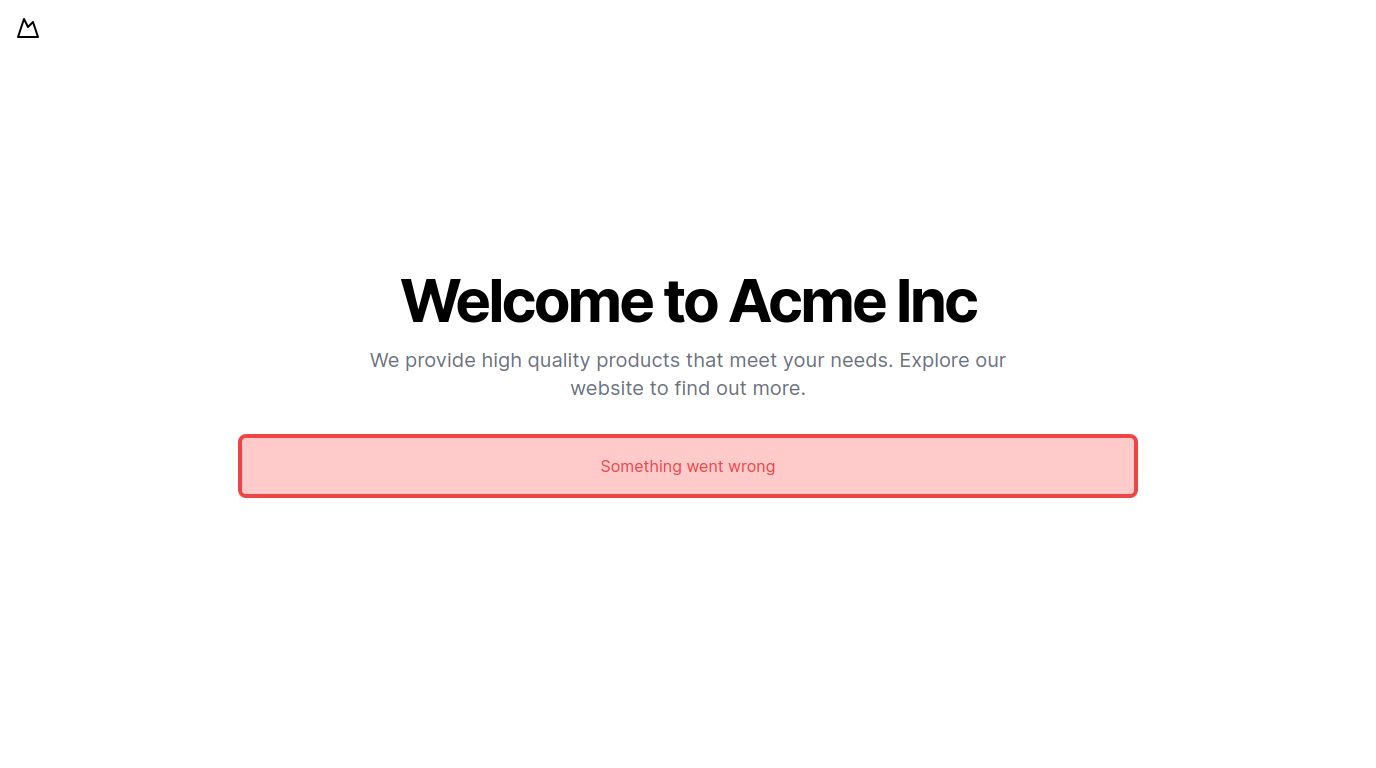 Welcome to Acme Inc
We provide high quality products that meet your needs. Explore our
website to find out more.
Something went wrong